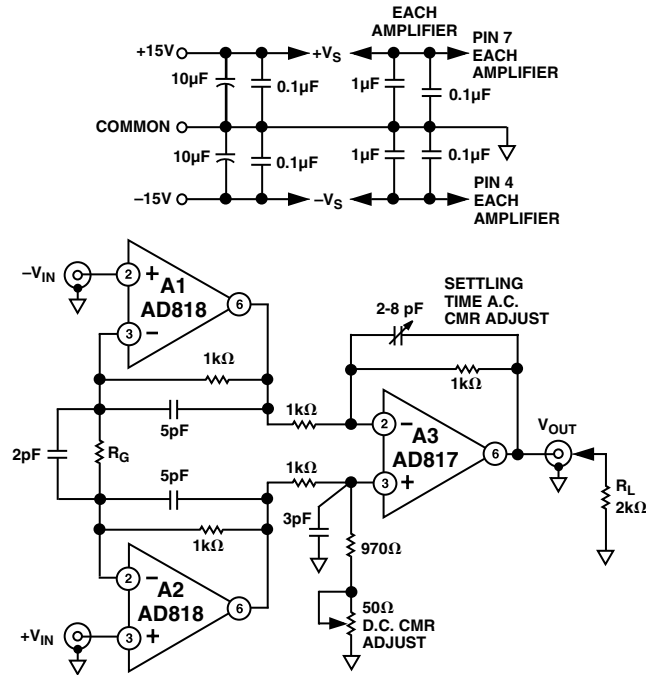 EACH
AMPLIFIER
PIN 7
EACH
AMPLIFIER
+15V
+VS
10µF
0.1µF
1µF
0.1µF
COMMON
10µF
0.1µF
1µF
0.1µF
–15V
–VS
PIN 4
EACH
AMPLIFIER
–VIN
2
+
A1
AD818
6
3
–
SETTLING
TIME A.C.
CMR ADJUST
2-8 pF
1kΩ
1kΩ
1kΩ
5pF
2
–
A3
AD817
6
VOUT
2pF
RG
1kΩ
3
+
RL
2kΩ
5pF
3pF
1kΩ
970Ω
2
–
A2
AD818
6
50Ω
D.C. CMR
ADJUST
+VIN
3
+